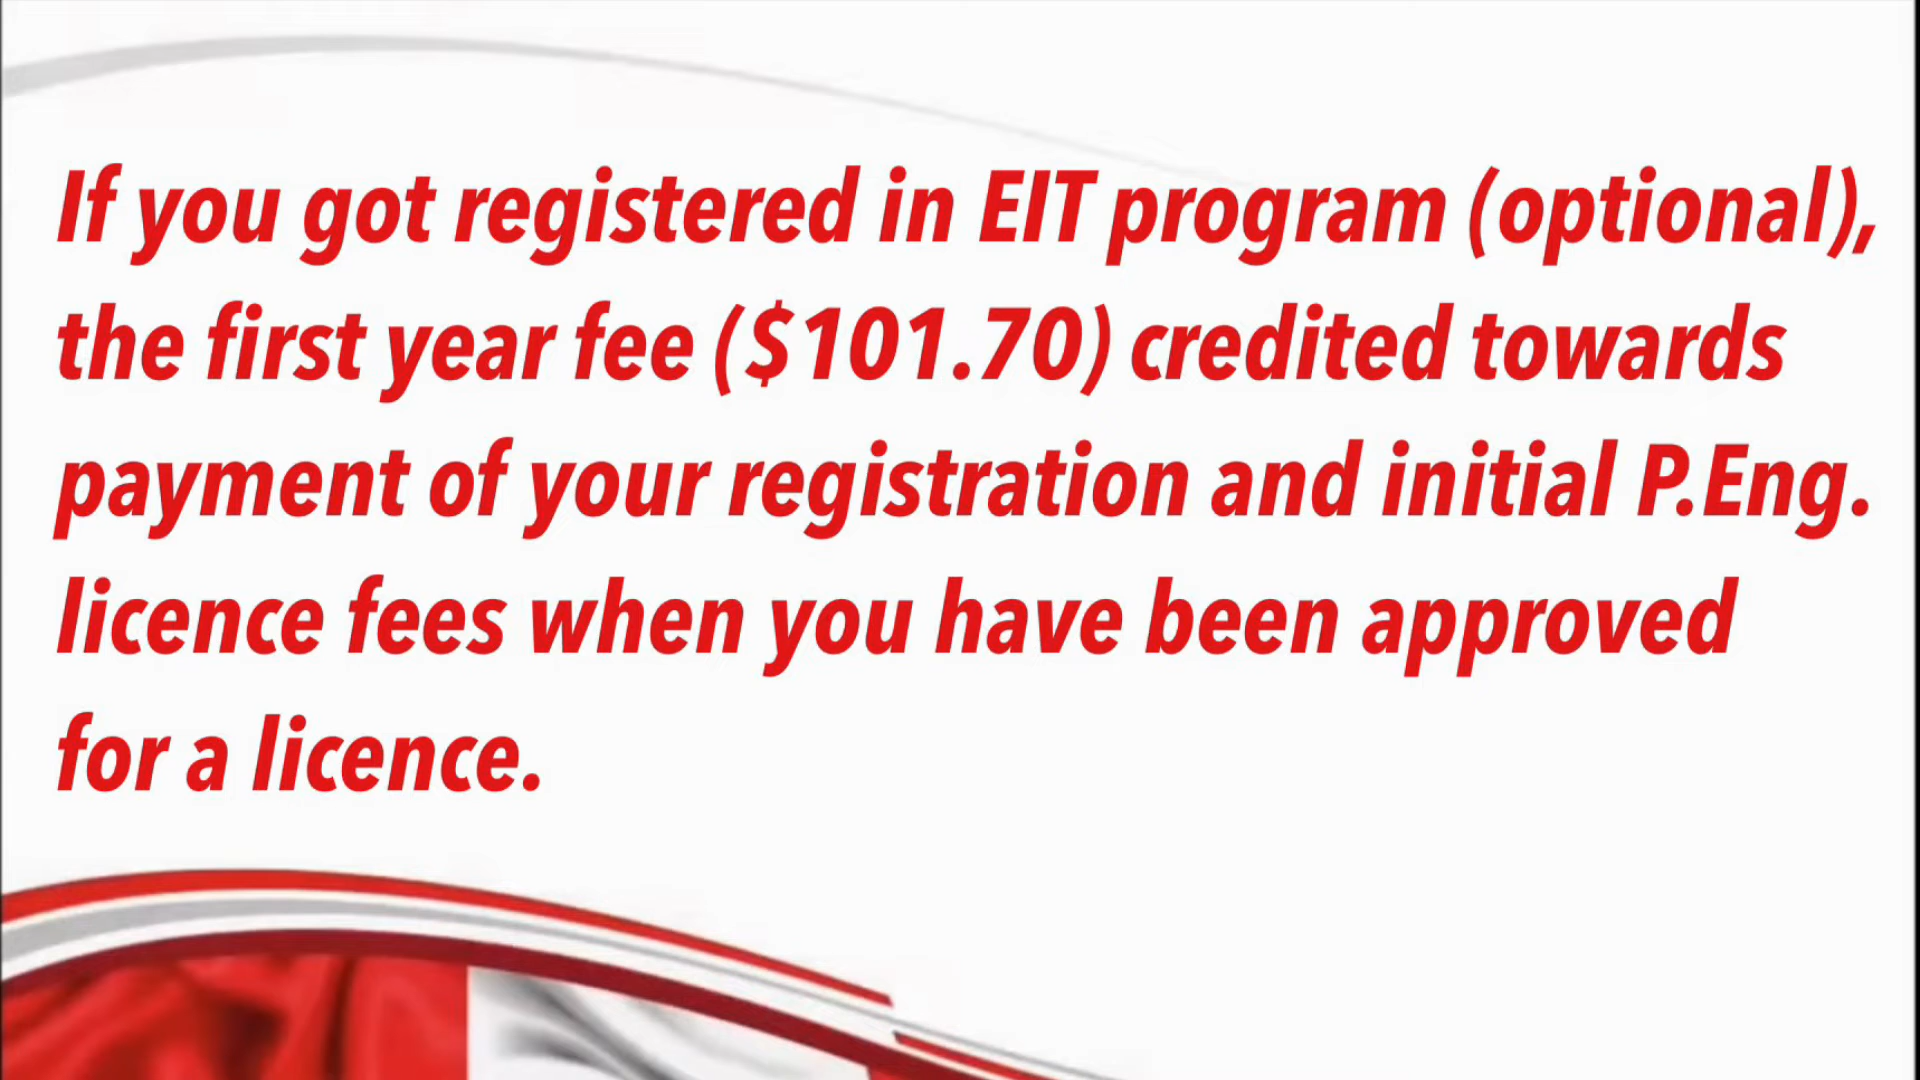 If you got registered in EIT program (optional),
the first year fee ($101.70) credited towards
payment of your registration and initial P.Eng.
licence fees when you have been approved
for a licence.